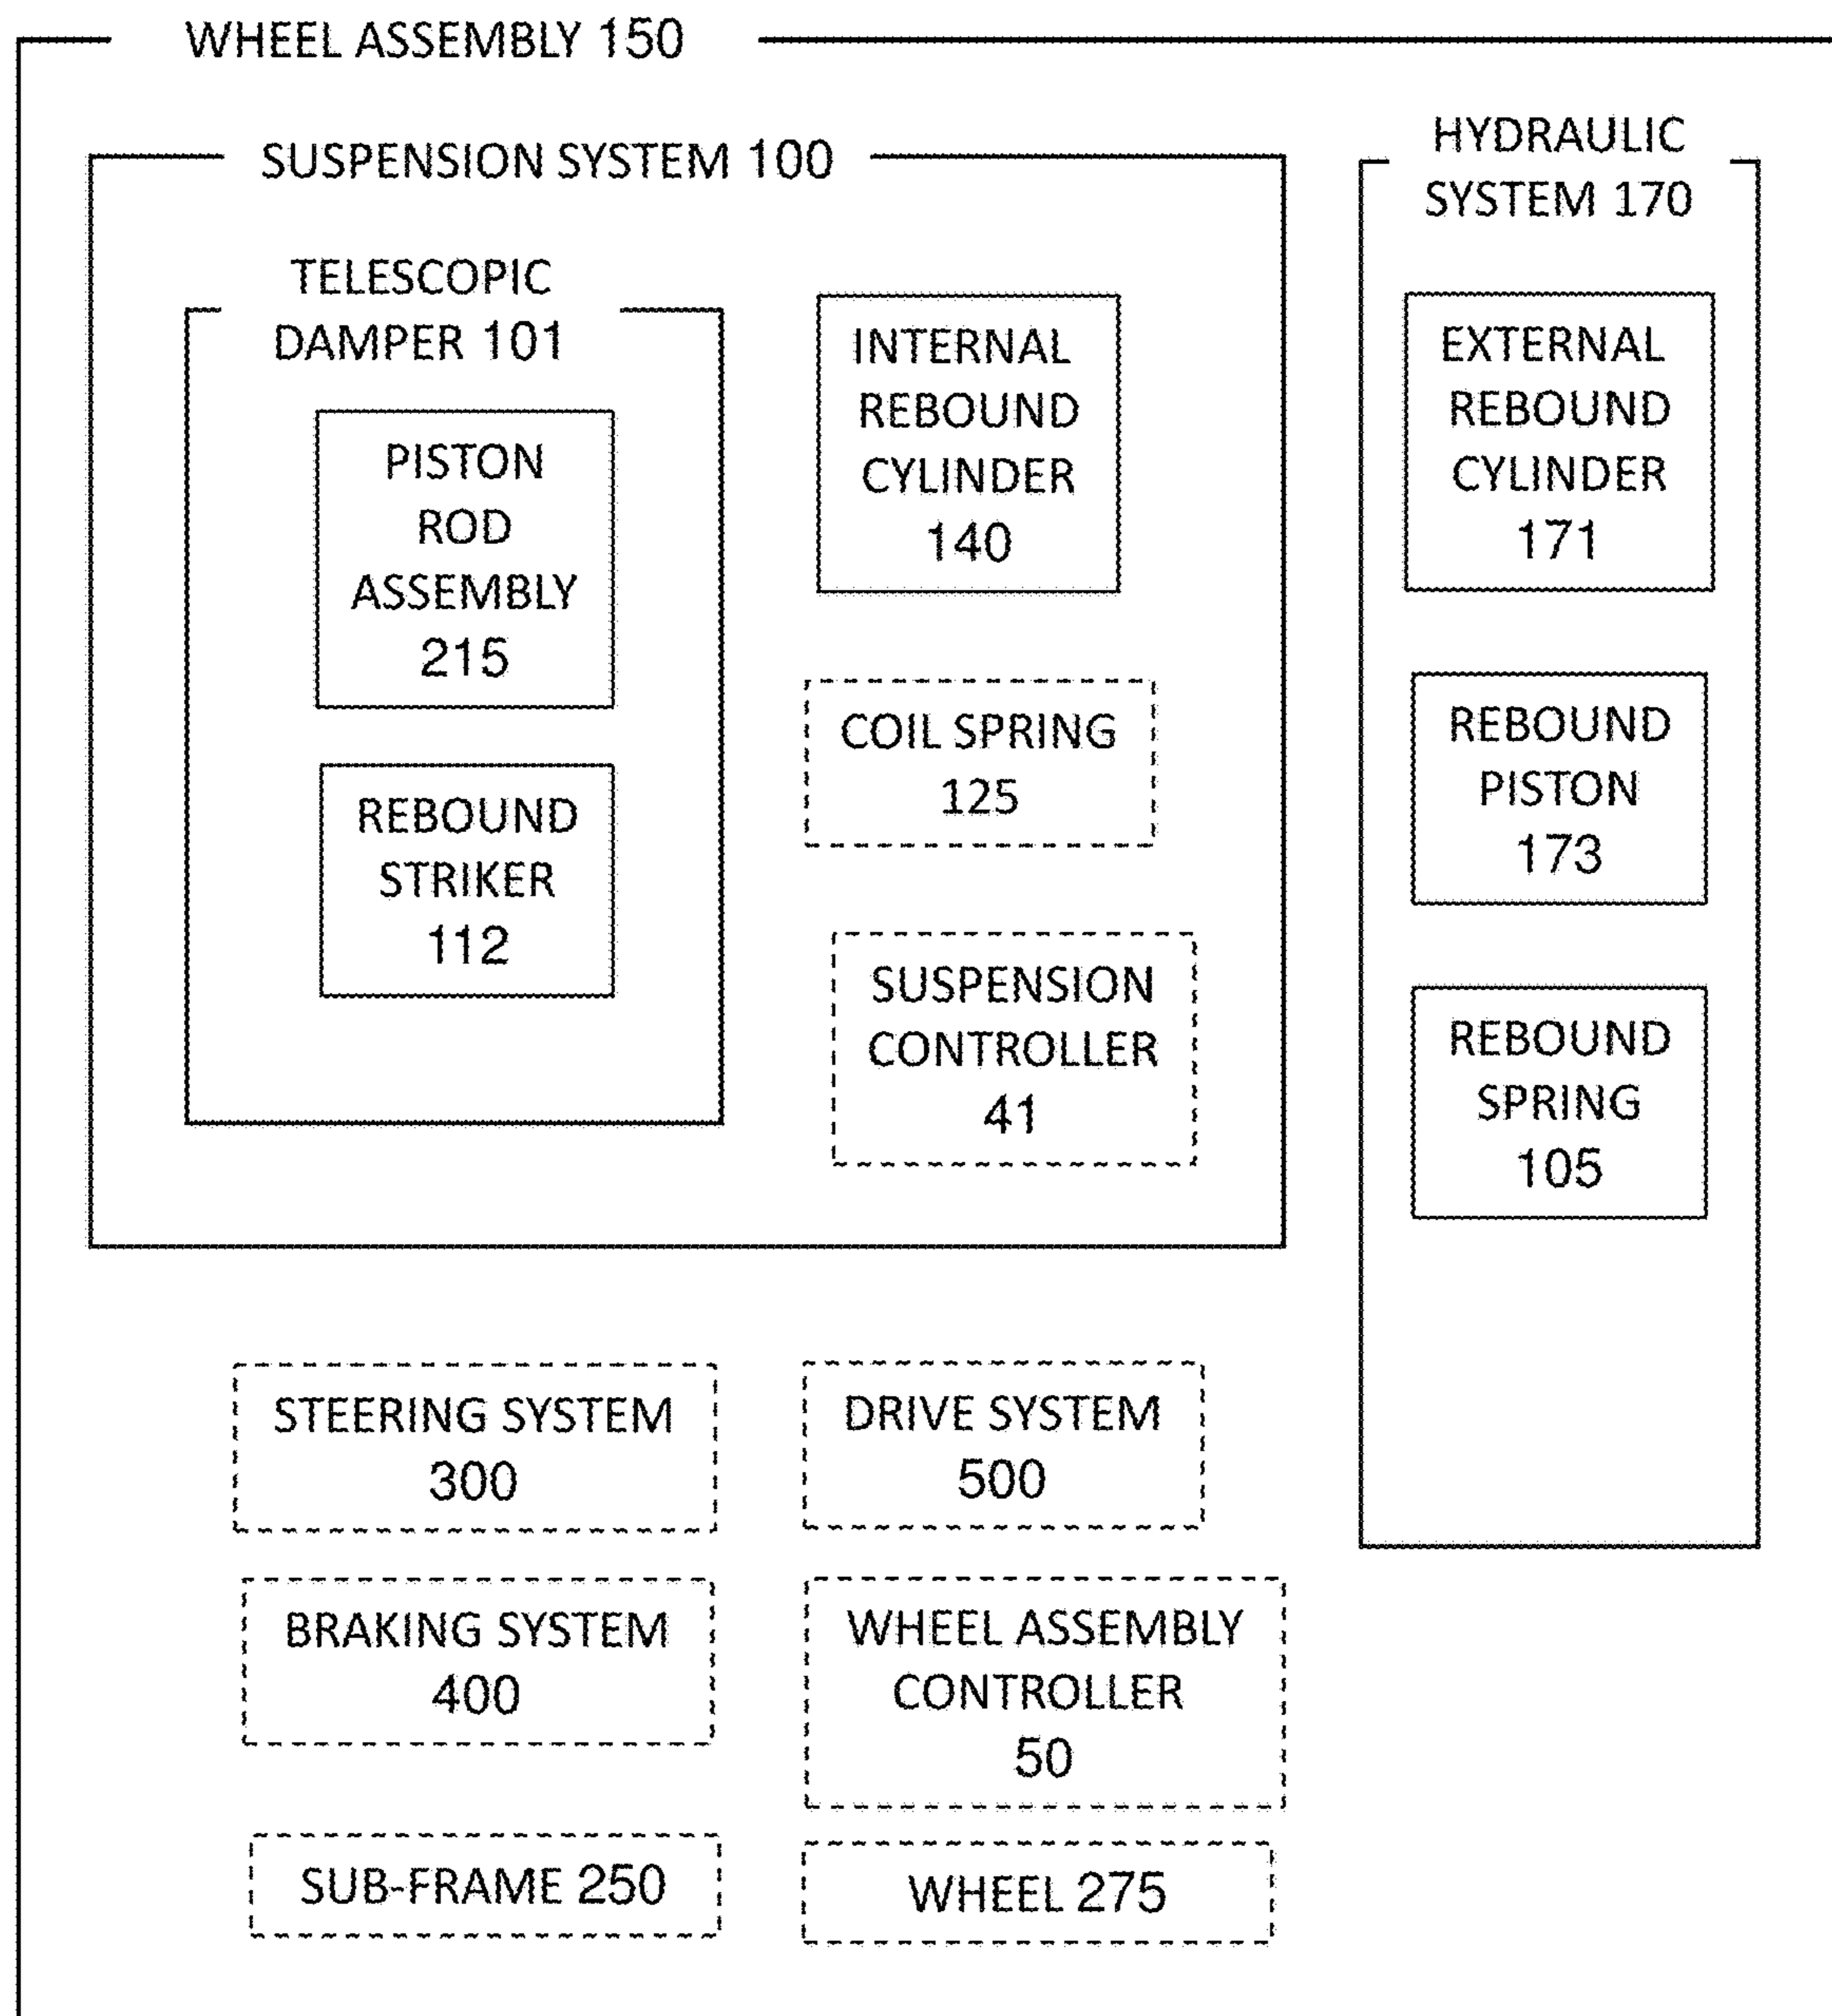 WHEEL ASSEMBLY 150
SUSPENSION SYSTEM 100
TELESCOPIC
DAMPER 101
PISTON
ROD
ASSEMBLY
215
REBOUND
STRIKER
112
INTERNAL
REBOUND
CYLINDER
140
COIL SPRING
125
SUSPENSION
CONTROLLER
41
HYDRAULIC
SYSTEM 170
EXTERNAL
REBOUND
CYLINDER
171
REBOUND
PISTON
173
REBOUND
SPRING
105
STEERING SYSTEM
300
DRIVE SYSTEM
500
BRAKING SYSTEM
400
WHEEL ASSEMBLY
CONTROLLER
50
SUB-FRAME 250
WHEEL 275